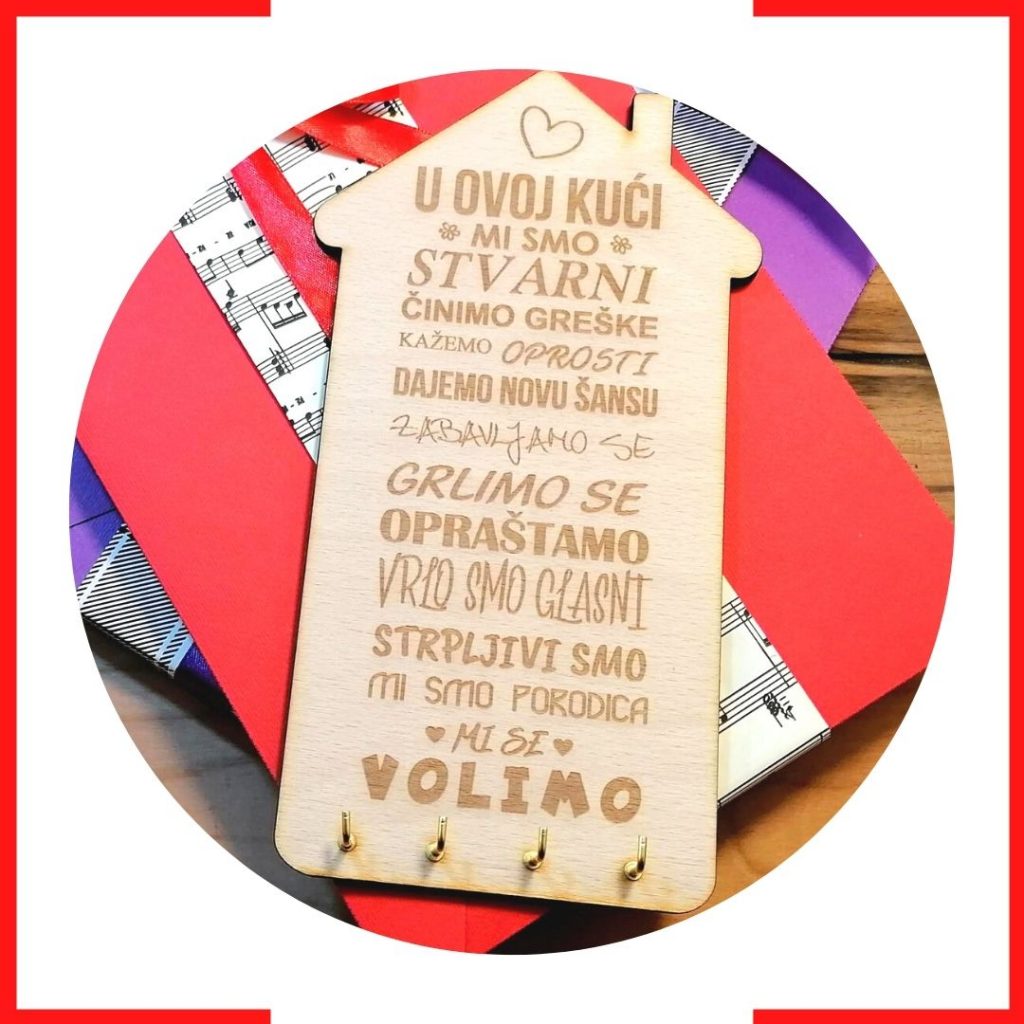 U OVOJ KUĆI
MI SMO
STVARNI
ČINIMO GREŠKE
KAŽEMO OPROSTI
DAJEMO NOVU ŠANSU
ZABAVLJAMO SE
GRLIMO SE
OPRAŠTAMO
VRLO SMO GLASNI
STRPLJIVI SMO
MI SMO PORODICA
MI SE
VOLIMO